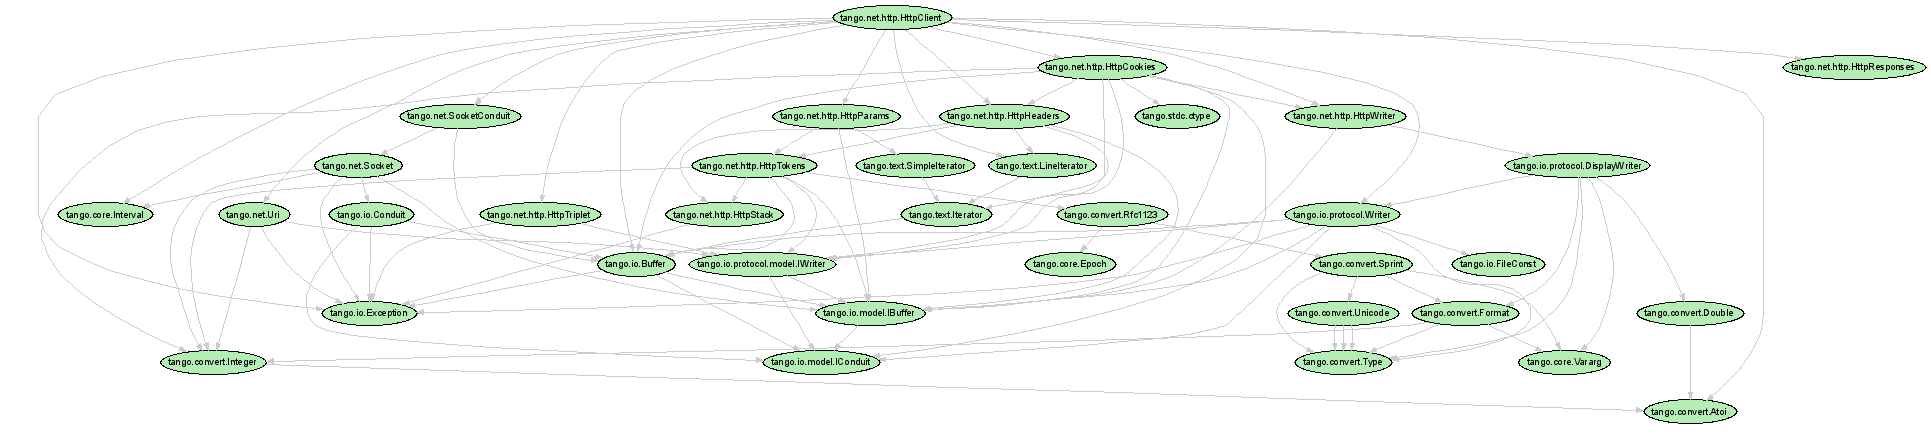 tango.net.http.HttpClient
tango.net.http.HttpCookies
tango.net.http.HttpResponses
tango.net.SocketConduit
tango.net.http.HttpParams
tango.net.http.HttpHeaders
tango.stdc.ctype
tango.net.http.HttpWriter
tango.net.Socket
tango.net.http.HttpTokens
tango.text.SimpleIterator
tango.text.LineIterator
tango.io.protocol.DisplayWriter
tango.core.Interval
tango.net.Uri
tango.io.Conduit
tango.net.http.HttpTriplet
tango.net.http.HttpStack
tango.text.Iterator
tango.convert.Rfc1123
tango.io.protocol.Writer
tango.io.Buffer
tango.io.protocol.model.IWriter
tango.core.Epoch
tango.convert.Sprint
tango.io.FileConst
tango.io.Exception
tango.io.model.IBuffer
tango.convert.Unicode
tango.convert.Format
tango.convert.Double
tango.convert.Integer
tango.io.model.IConduit
tango.convert.Type
tango.core.Vararg
tango.convert.Atoi